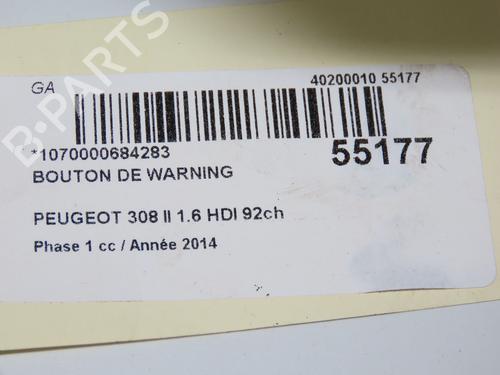 GA
40200010 55177
*1070000684283
55177
BOUTON DE WARNING
PEUGEOT 308 II 1.6 HDI 92ch
Phase 1 cc / Année 2014
B-PARTS